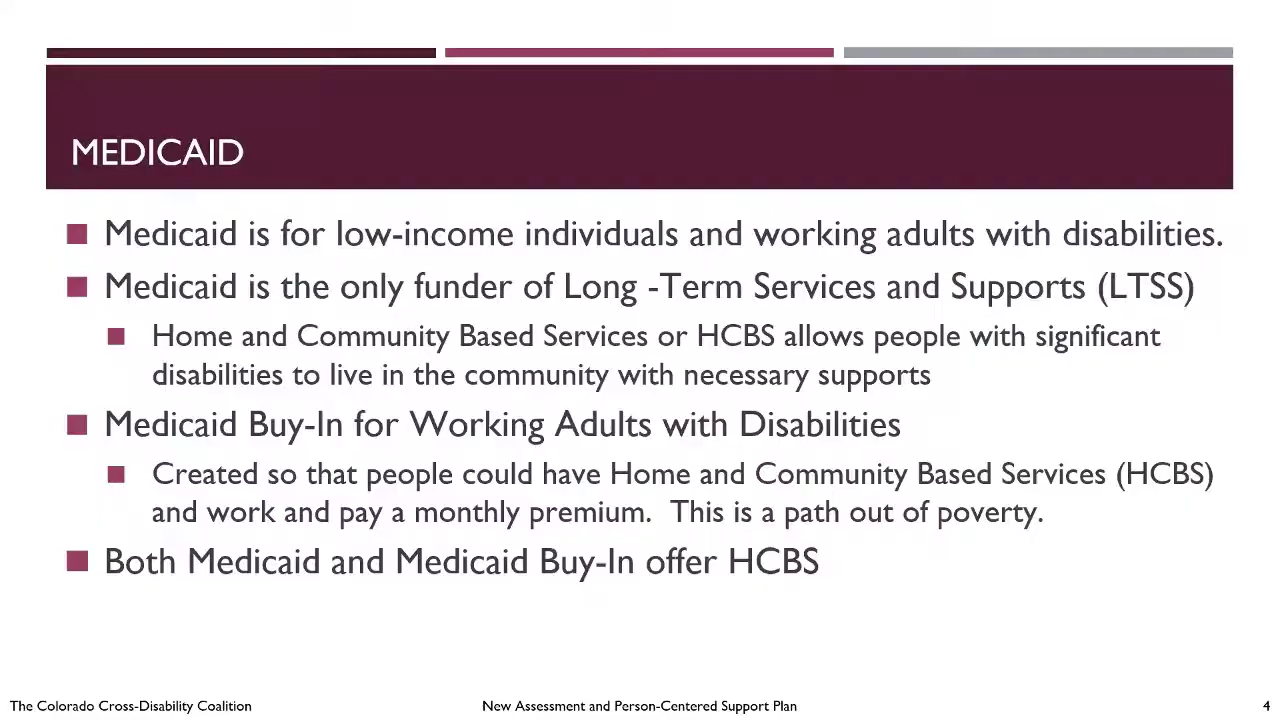 MEDICAID
Medicaid is for low-income individuals and working adults with disabilities.
Medicaid is the only funder of Long -Term Services and Supports (LTSS)
Home and Community Based Services or HCBS allows people with significant
disabilities to live in the community with necessary supports
Medicaid Buy-In for Working Adults with Disabilities
Created so that people could have Home and Community Based Services (HCBS)
and work and pay a monthly premium.  This is a path out of poverty.
Both Medicaid and Medicaid Buy-In offer HCBS
The Colorado Cross-Disability Coalition
New Assessment and Person-Centered Support Plan
4